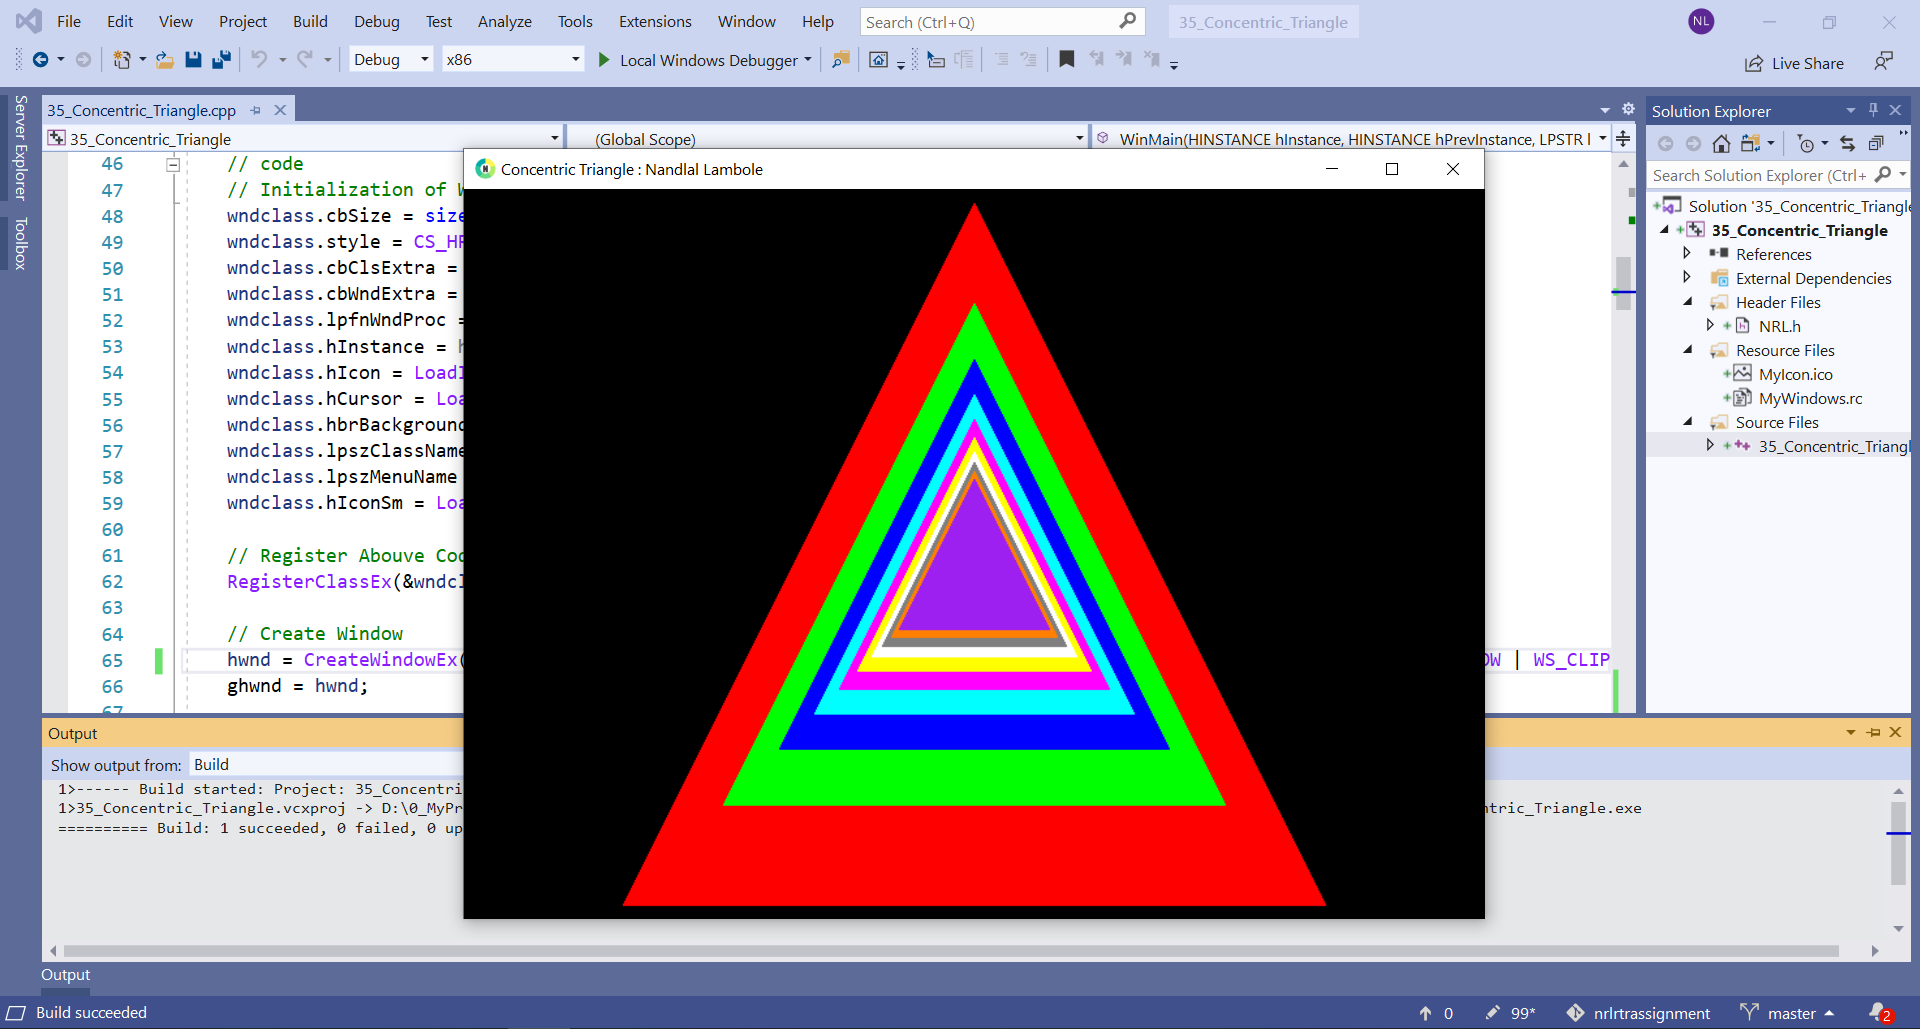 File Edit View Project Build Debug Test Analyze Tools Extensions Window Help Search (Ctrl+Q) 35_Concentric_Triangle NL
Debug x86 Local Windows Debugger Live Share
Server Explorer
Toolbox
35_Concentric_Triangle.cpp
35_Concentric_Triangle (Global Scope) WinMain(HINSTANCE hInstance, HINSTANCE hPrevInstance, LPSTR l
46 // code
47 // Initialization of W
48 wndclass.cbSize = size
49 wndclass.style = CS_HR
50 wndclass.cbClsExtra =
51 wndclass.cbWndExtra =
52 wndclass.lpfnWndProc =
53 wndclass.hInstance = h
54 wndclass.hIcon = LoadI
55 wndclass.hCursor = Loa
56 wndclass.hbrBackground
57 wndclass.lpszClassName
58 wndclass.lpszMenuName
59 wndclass.hIconSm = Loa
60
61 // Register Abouve Cod
62 RegisterClassEx(&wndcl
63
64 // Create Window
65 hwnd = CreateWindowEx( OW | WS_CLIP
66 ghwnd = hwnd;
67
Concentric Triangle : Nandlal Lambole
Solution Explorer
Search Solution Explorer (Ctrl+
Solution '35_Concentric_Triangle
35_Concentric_Triangle
References
External Dependencies
Header Files
NRL.h
Resource Files
MyIcon.ico
MyWindows.rc
Source Files
35_Concentric_Triangl
Output
Show output from: Build
1>------ Build started: Project: 35_Concentri
1>35_Concentric_Triangle.vcxproj -> D:\0_MyPr ntric_Triangle.exe
========== Build: 1 succeeded, 0 failed, 0 up
Output
Build succeeded 0 99* nrlrtrassignment master 2